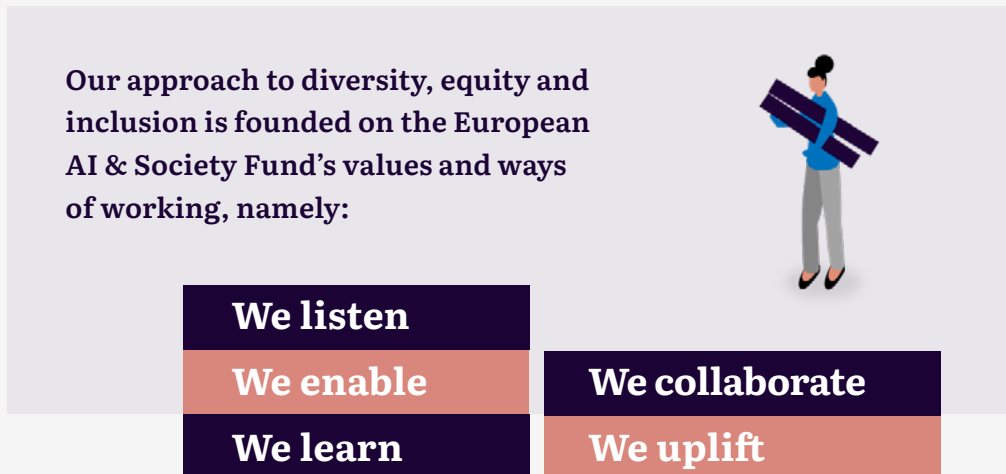 Our approach to diversity, equity and
inclusion is founded on the European
AI & Society Fund’s values and ways
of working, namely:
We listen
We enable
We learn
We collaborate
We uplift